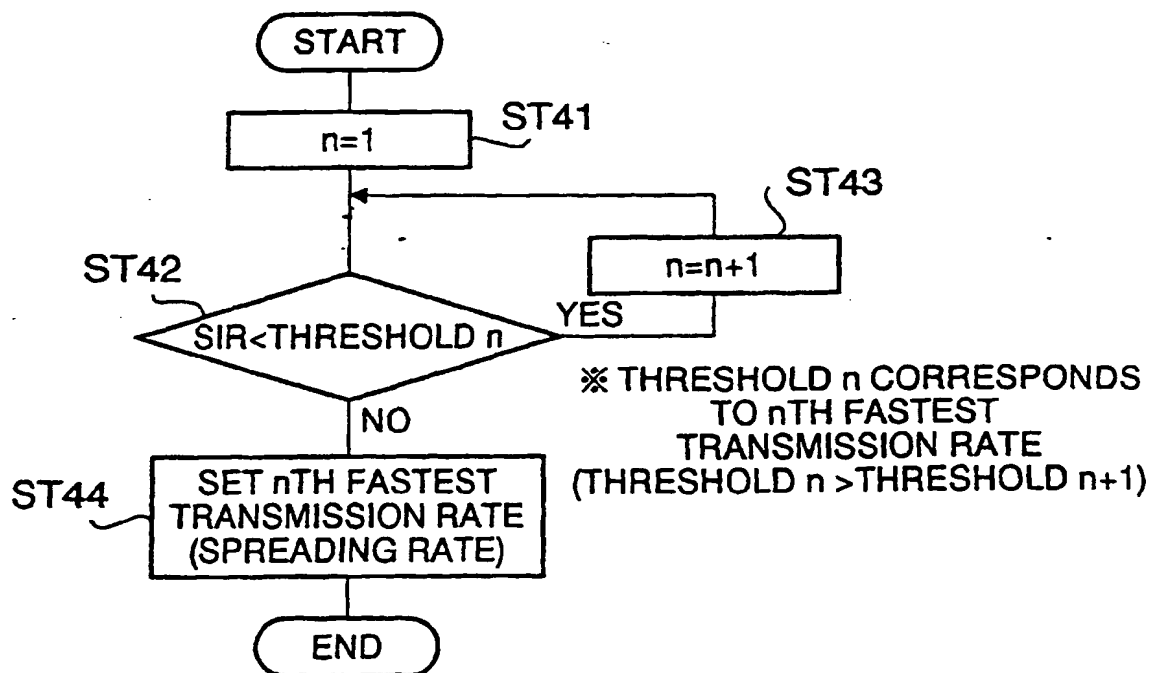 START
ST41
n=1
ST43
n=n+1
ST42
YES
SIR<THRESHOLD n
※ THRESHOLD n CORRESPONDS
TO nTH FASTEST
TRANSMISSION RATE
(THRESHOLD n >THRESHOLD n+1)
NO
ST44
SET nTH FASTEST
TRANSMISSION RATE
(SPREADING RATE)
END